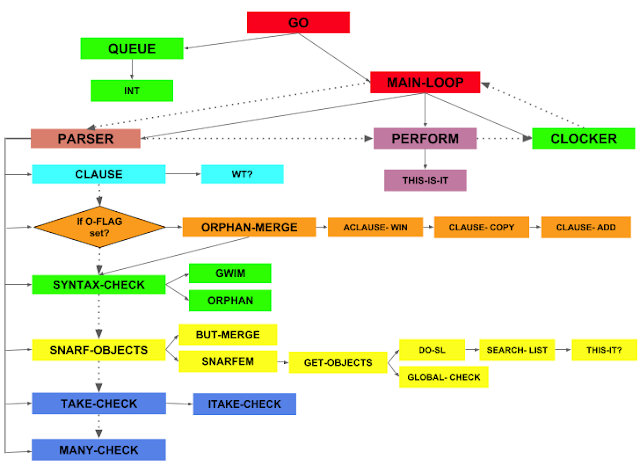 GO
QUEUE
INT
MAIN-LOOP
PARSER
PERFORM
CLOCKER
THIS-IS-IT
CLAUSE
WT?
If O-FLAG
set?
ORPHAN-MERGE
ACLAUSE- WIN
CLAUSE- COPY
CLAUSE- ADD
SYNTAX-CHECK
GWIM
ORPHAN
SNARF-OBJECTS
BUT-MERGE
SNARFEM
GET-OBJECTS
DO-SL
SEARCH- LIST
THIS-IT?
GLOBAL- CHECK
TAKE-CHECK
ITAKE-CHECK
MANY-CHECK